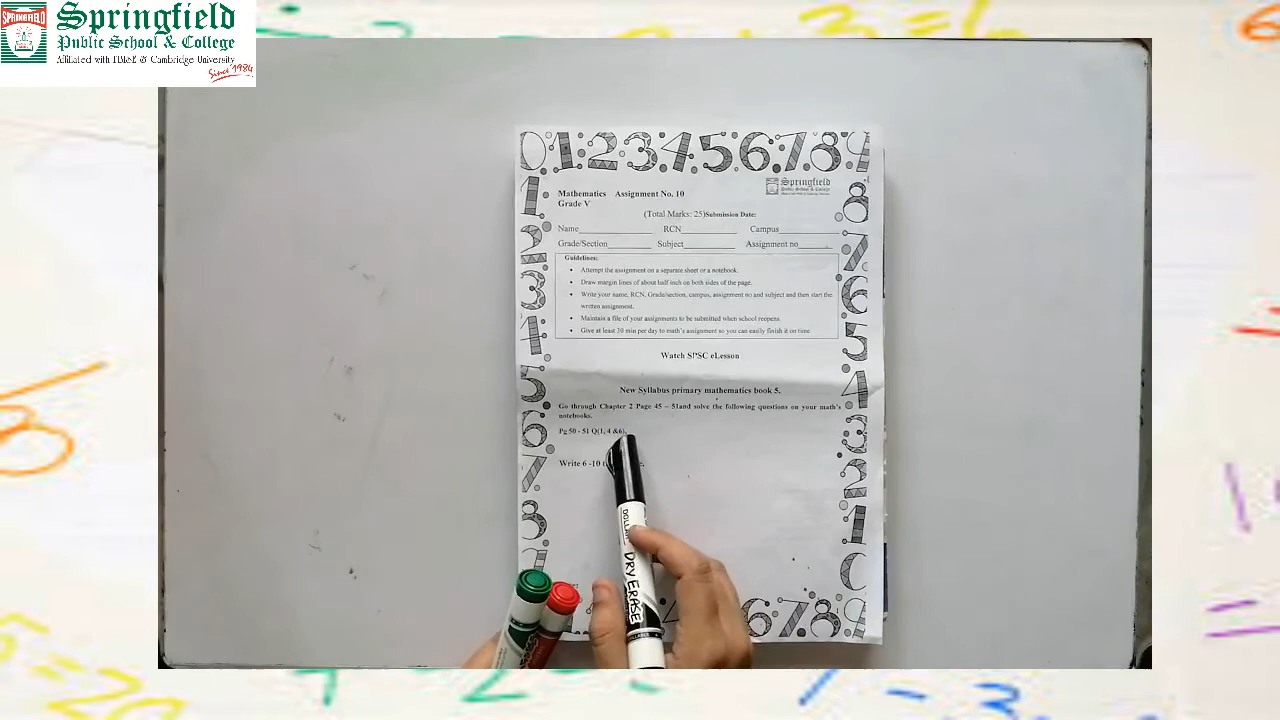 SPRINGFIELD
Springfield
Public School & College
Affiliated with FBISE & Cambridge University
Since 1984
0123456789
Springfield
Mathematics Assignment No. 10
Grade V
(Total Marks: 25)Submission Date:
Name RCN Campus
Grade/Section Subject Assignment no
Guidelines:
• Attempt the assignment on a separate sheet or a notebook.
• Draw margin lines of about half inch on both sides of the page.
• Write your name, RCN, Grade/section, campus, assignment no and subject and then start the
written assignment.
• Maintain a file of your assignments to be submitted when school reopens.
• Give at least 30 min per day to math's assignment so you can easily finish it on time.
Watch SPSC eLesson
New Syllabus primary mathematics book 5.
Go through Chapter 2 Page 45 – 51and solve the following questions on your math's
notebooks.
Pg 50 - 51 Q(1, 4 &6).
Write 6 -10
DOLLAR DRY ERASE